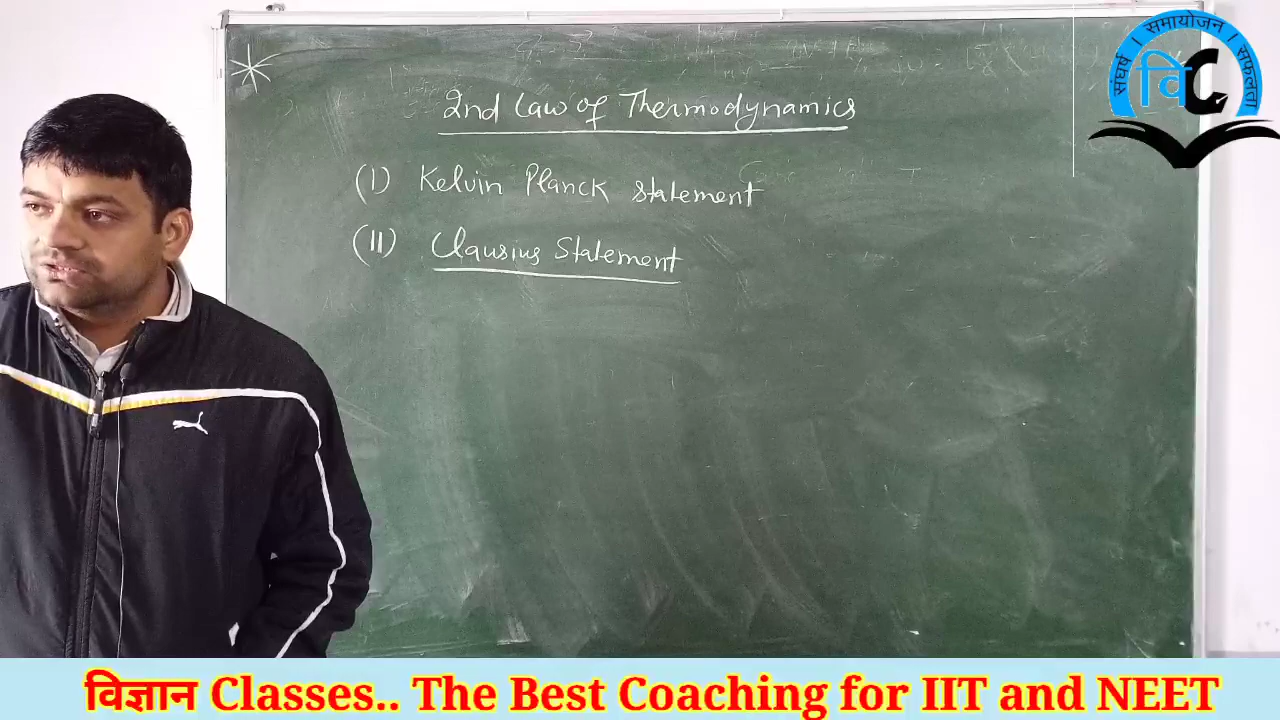 2nd Law of Thermodynamics
(I) Kelvin Planck Statement
(II) Clausius Statement
संघर्ष । समायोजन । सफलता
वि C
विज्ञान Classes.. The Best Coaching for IIT and NEET